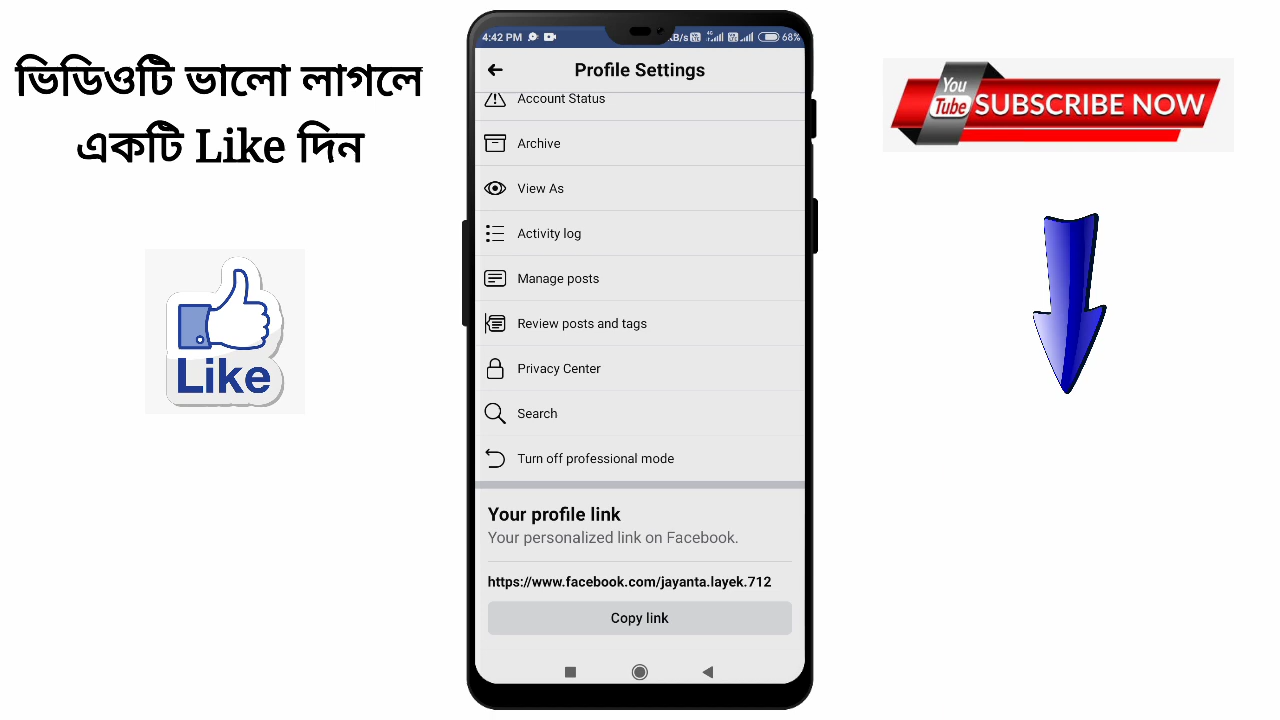 ভিডিওটি ভালো লাগলে
একটি Like দিন
Like
4:42 PM
KB/s
4G
68%
Profile Settings
Account Status
Archive
View As
Activity log
Manage posts
Review posts and tags
Privacy Center
Search
Turn off professional mode
Your profile link
Your personalized link on Facebook.
https://www.facebook.com/jayanta.layek.712
Copy link
You
Tube
SUBSCRIBE NOW